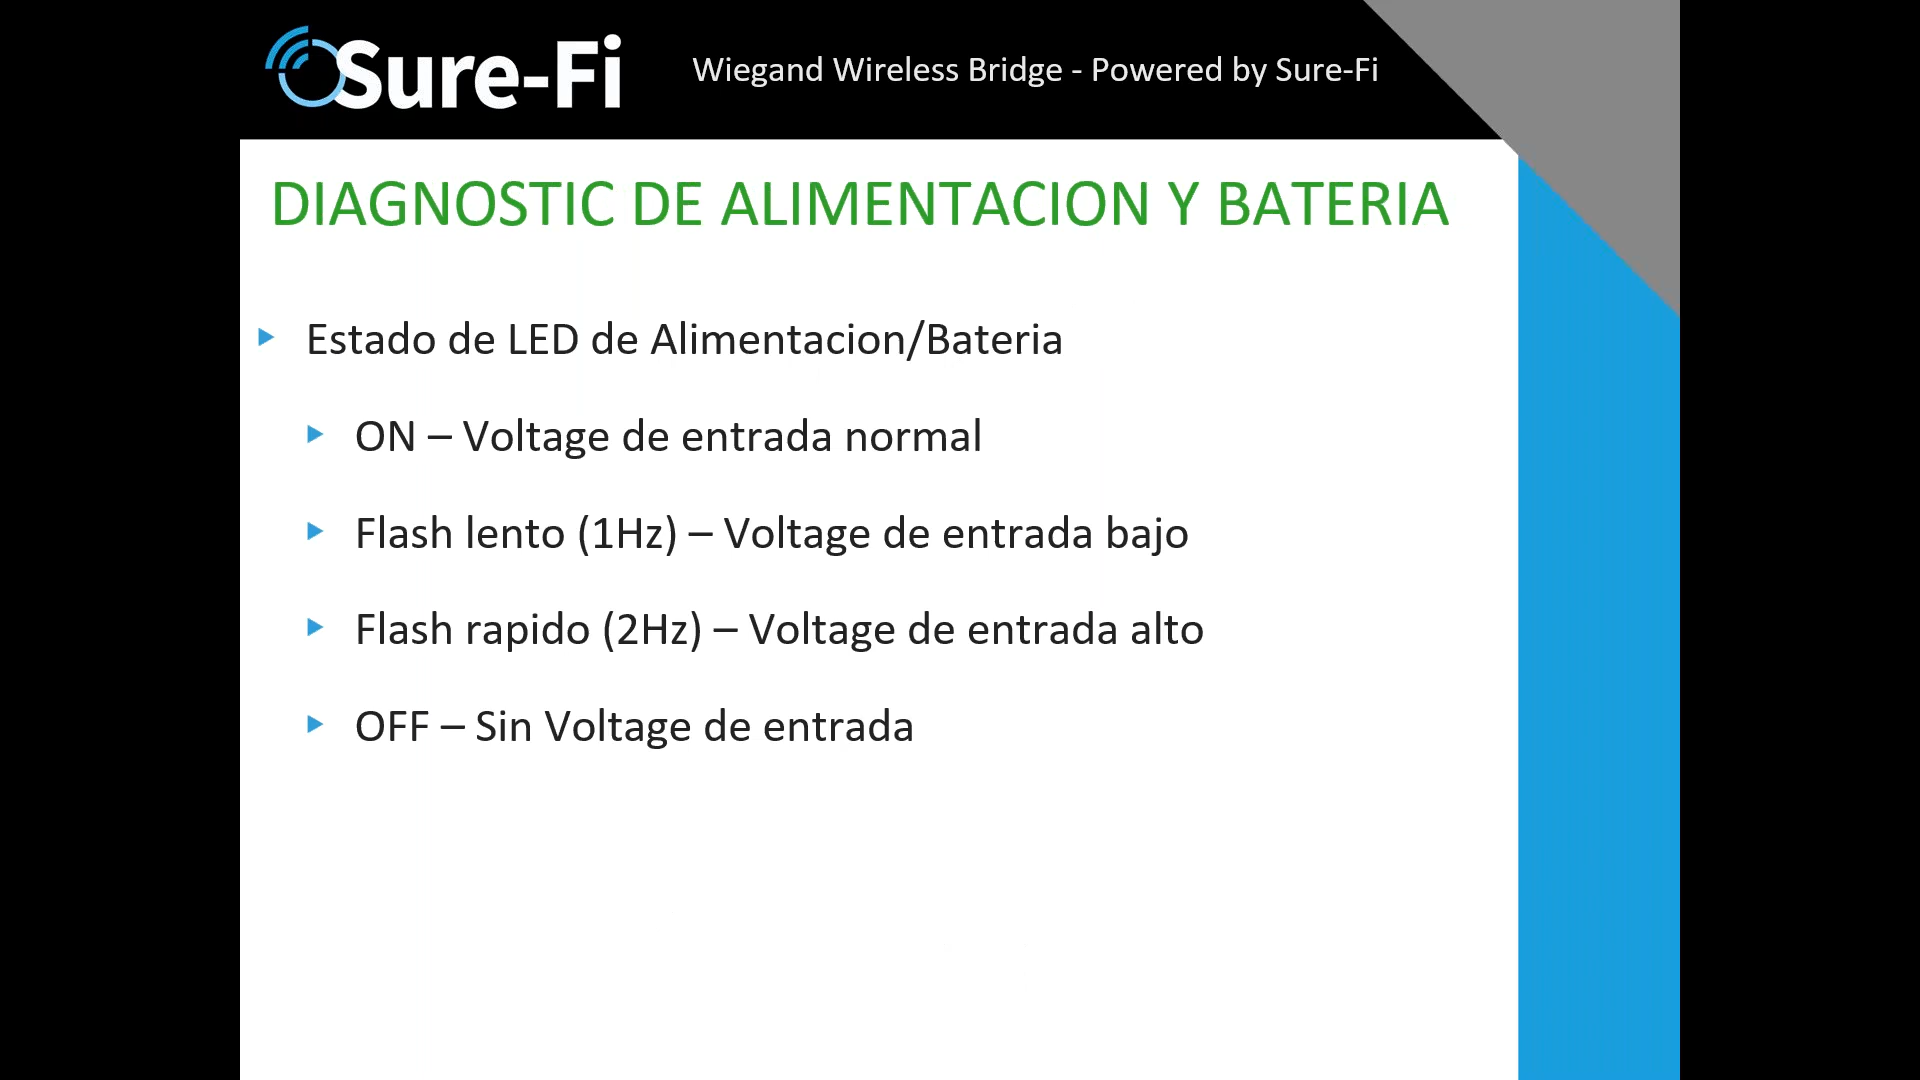 Sure-Fi
Wiegand Wireless Bridge - Powered by Sure-Fi
DIAGNOSTIC DE ALIMENTACION Y BATERIA
Estado de LED de Alimentacion/Bateria
ON – Voltage de entrada normal
Flash lento (1Hz) – Voltage de entrada bajo
Flash rapido (2Hz) – Voltage de entrada alto
OFF – Sin Voltage de entrada